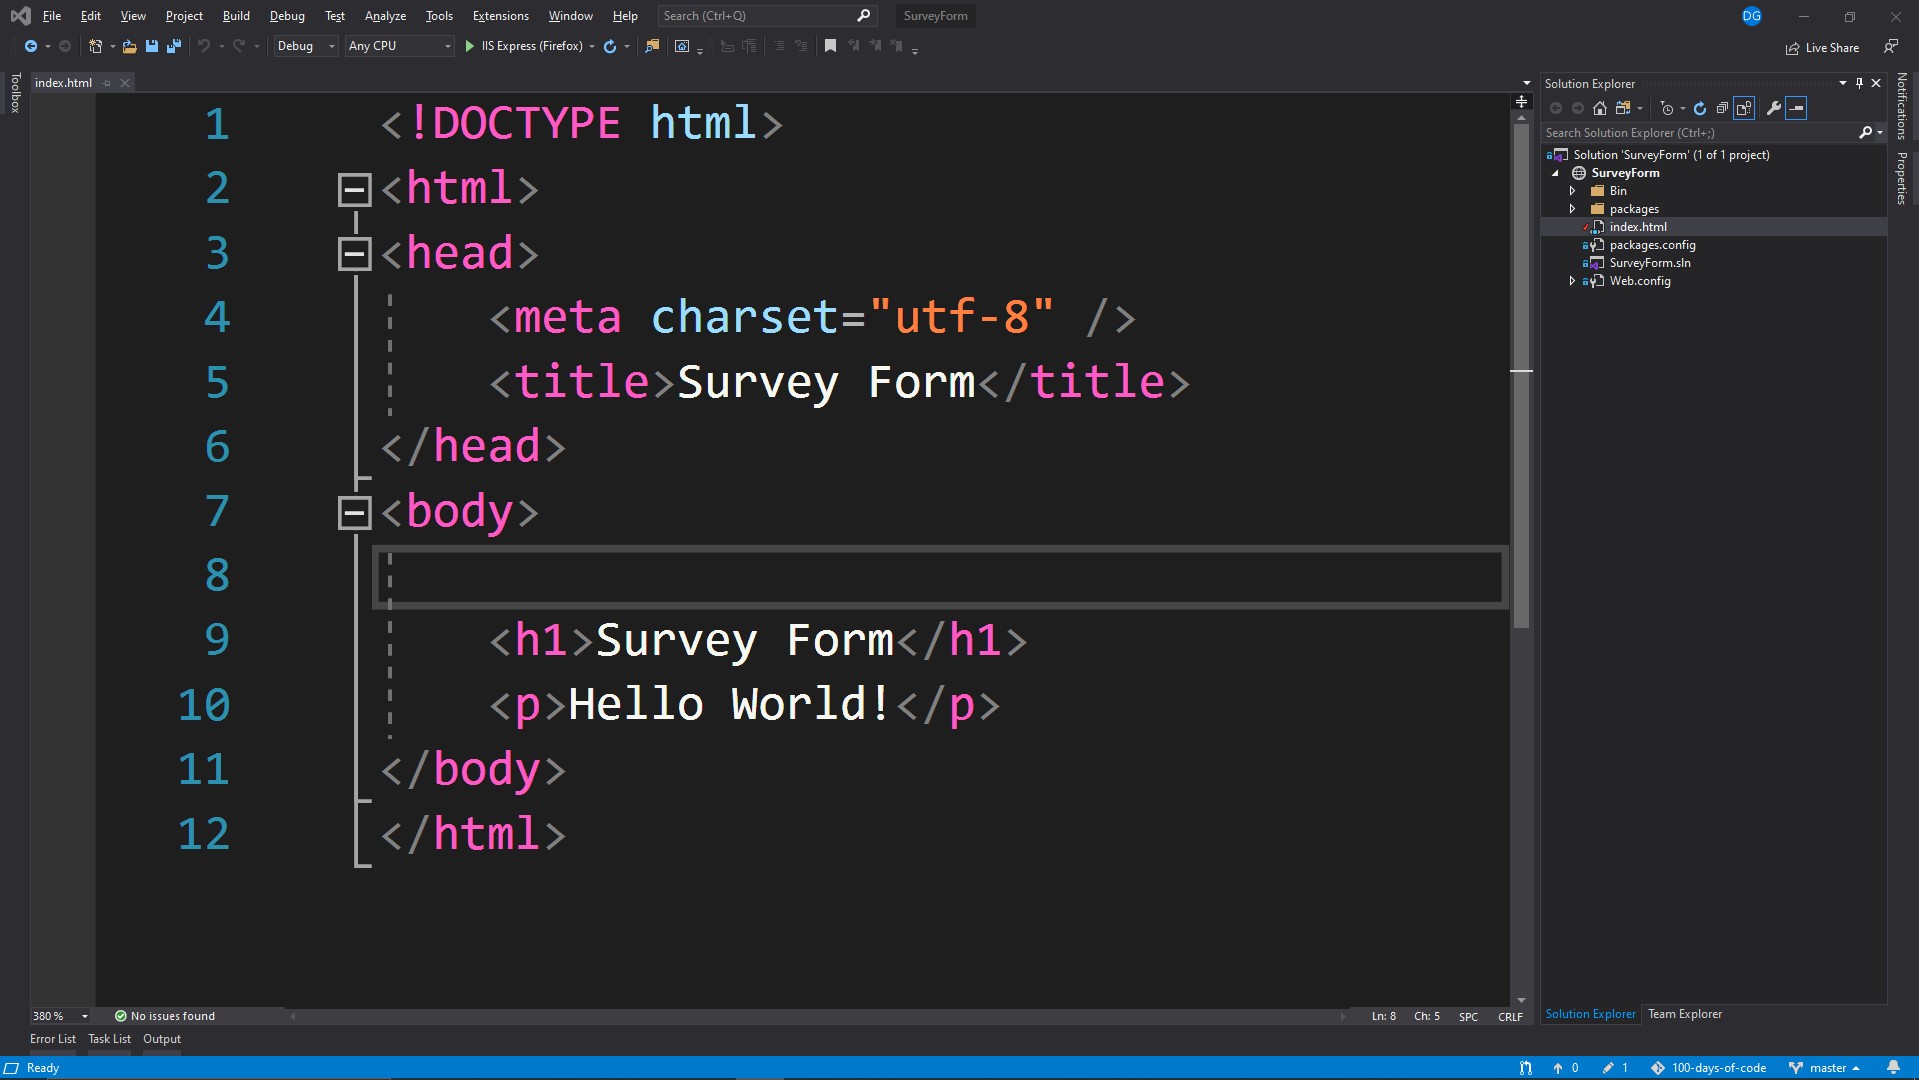 File Edit View Project Build Debug Test Analyze Tools Extensions Window Help Search (Ctrl+Q) SurveyForm DG
Debug Any CPU IIS Express (Firefox) Live Share
Toolbox
index.html
1 <!DOCTYPE html>
2 <html>
3 <head>
4 <meta charset="utf-8" />
5 <title>Survey Form</title>
6 </head>
7 <body>
8
9 <h1>Survey Form</h1>
10 <p>Hello World!</p>
11 </body>
12 </html>
380 % No issues found Ln: 8 Ch: 5 SPC CRLF
Solution Explorer
Search Solution Explorer (Ctrl+;)
Solution 'SurveyForm' (1 of 1 project)
SurveyForm
Bin
packages
index.html
packages.config
SurveyForm.sln
Web.config
Solution Explorer Team Explorer
Notifications
Properties
Error List Task List Output
Ready 0 1 100-days-of-code master